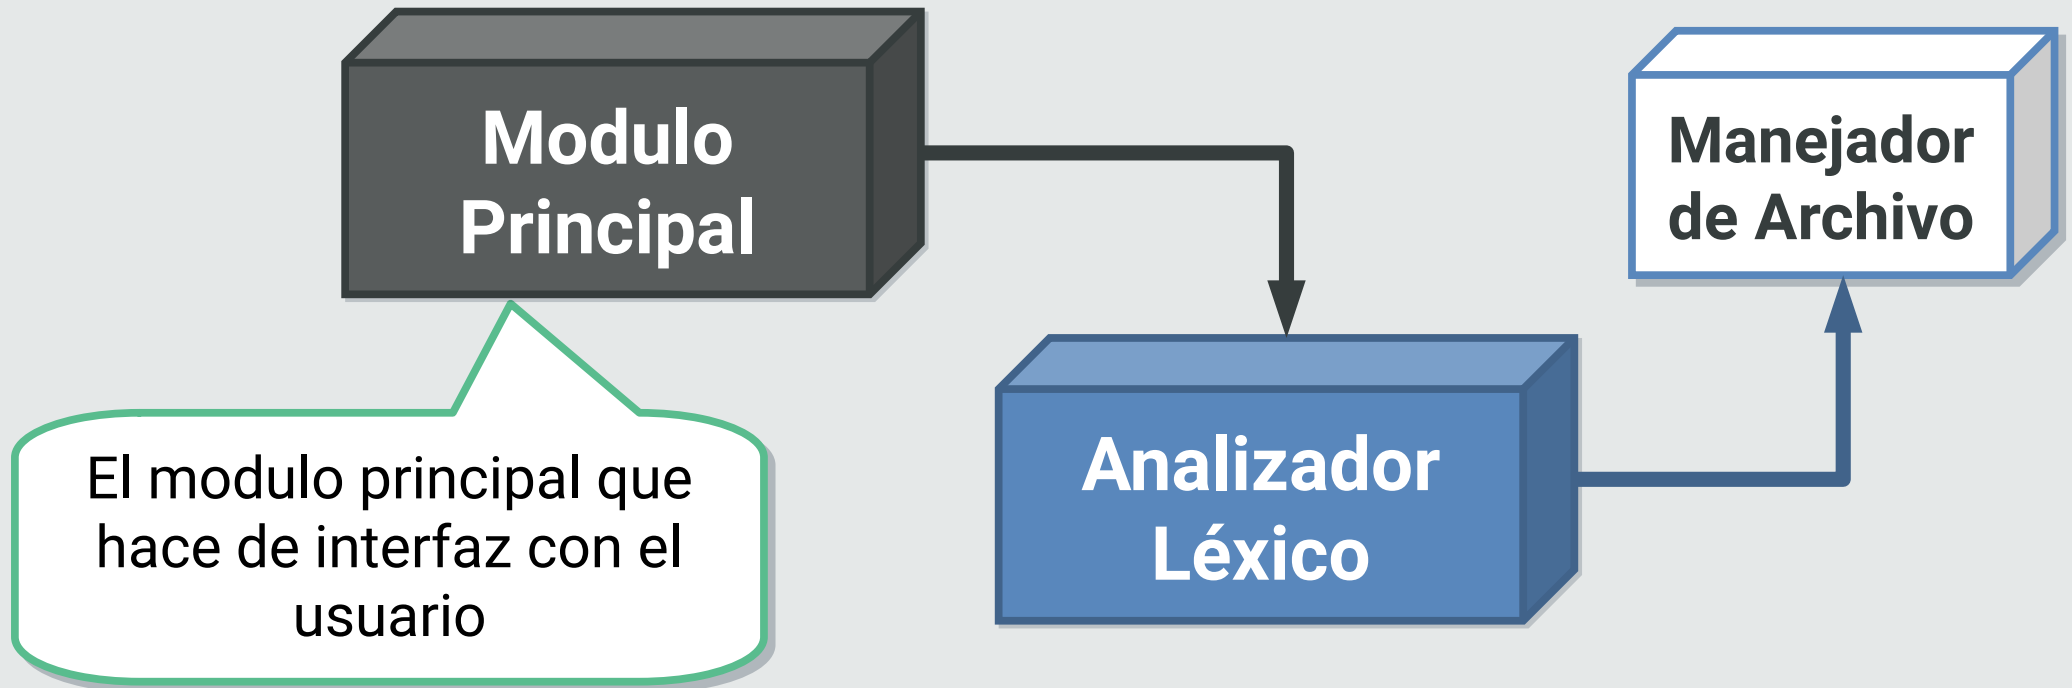 Modulo
Principal
Manejador
de Archivo
Analizador
Léxico
El modulo principal que
hace de interfaz con el
usuario